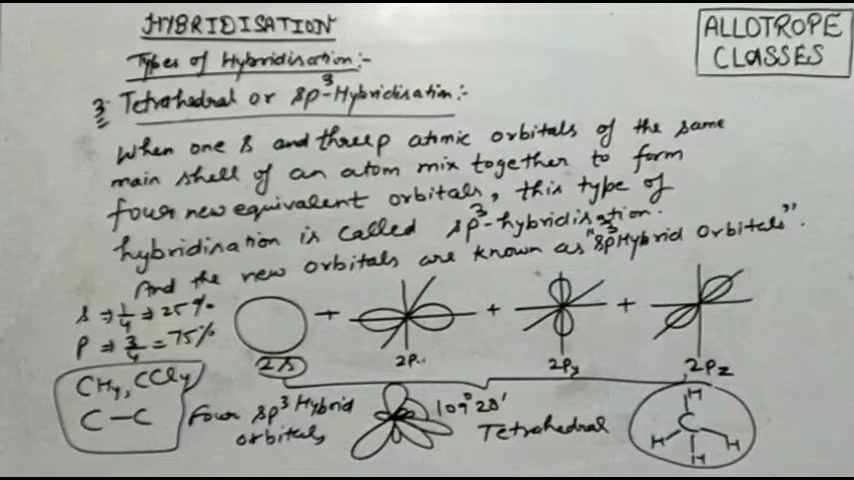 HYBRIDISATION
ALLOTROPE
CLASSES
Types of Hybridisation:-
3. Tetrahedral or sp³-Hybridisation:-
When one s and three p atomic orbitals of the same
main shell of an atom mix together to form
four new equivalent orbitals, this type of
hybridisation is called sp³-hybridisation.
And the new orbitals are known as "sp³ Hybrid Orbitals".
s ⇒ 1/4 ⇒ 25%
p ⇒ 3/4 = 75%
+ + +
2s 2p.. 2py 2pz
CH4, CCl4
C-C
Four sp³ Hybrid
orbitals
109°28'
Tetrahedral
H
C
H H
H